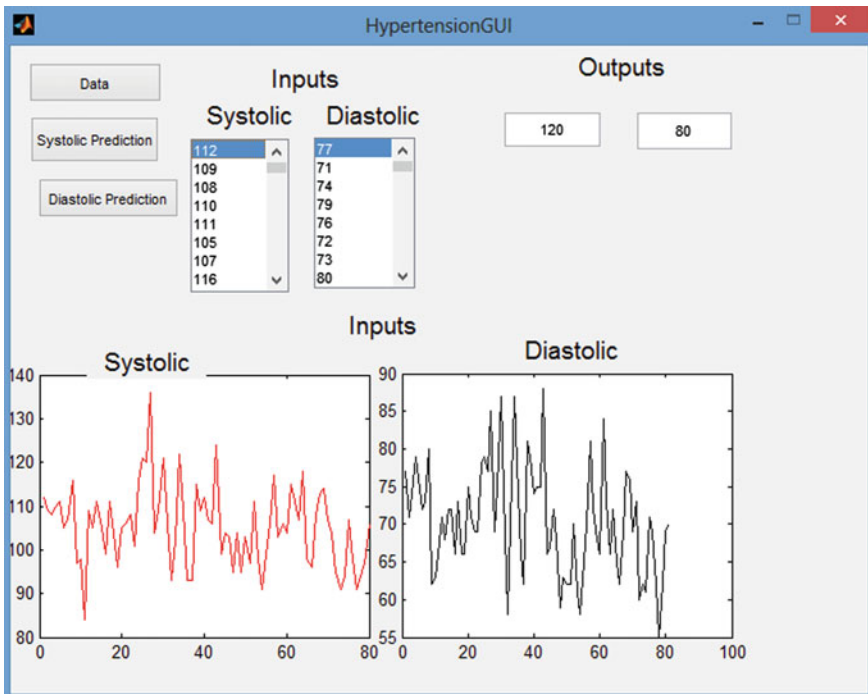 HypertensionGUI
Data
Systolic Prediction
Diastolic Prediction
Inputs
Systolic
Diastolic
112
109
108
110
111
105
107
116
77
71
74
79
76
72
73
80
Outputs
120
80
Inputs
Systolic
140
130
120
110
100
90
80
0 20 40 60 80
Diastolic
90
85
80
75
70
65
60
55
0 20 40 60 80 100